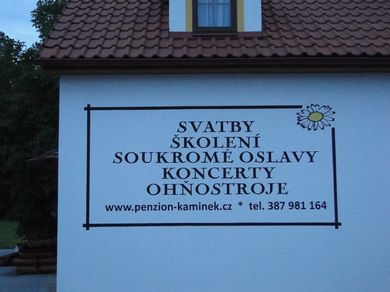 SVATBY
ŠKOLENÍ
SOUKROMÉ OSLAVY
KONCERTY
OHŇOSTROJE
www.penzion-kaminek.cz * tel. 387 981 164